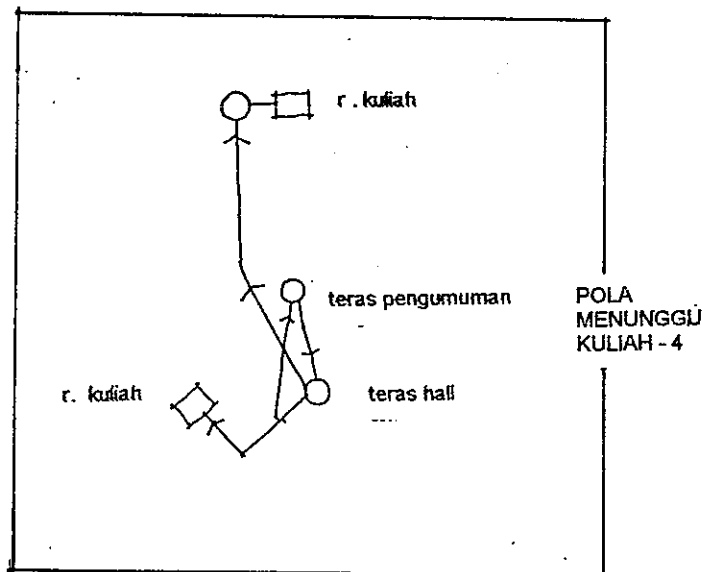 r. kuliah
teras pengumuman
POLA
MENUNGGU
KULIAH - 4
r. kuliah
teras hall